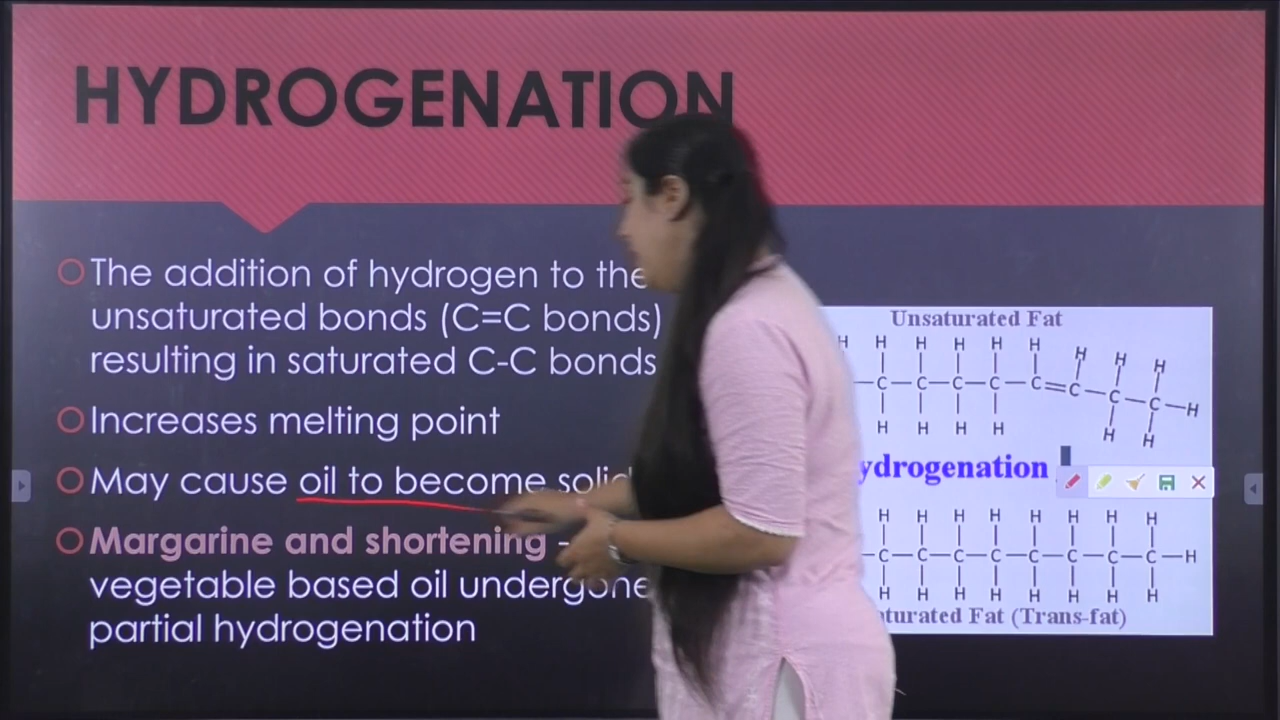 HYDROGENATION
The addition of hydrogen to the
unsaturated bonds (C=C bonds)
resulting in saturated C-C bonds
Increases melting point
May cause oil to become solid
Margarine and shortening -
vegetable based oil undergone
partial hydrogenation
Unsaturated Fat
H H H H H H H H H
C C C C C C C C H
H H H H H H
ydrogenation
H H H H H H H H
C C C C C C C C H
H H H H H H H H
turated Fat (Trans-fat)